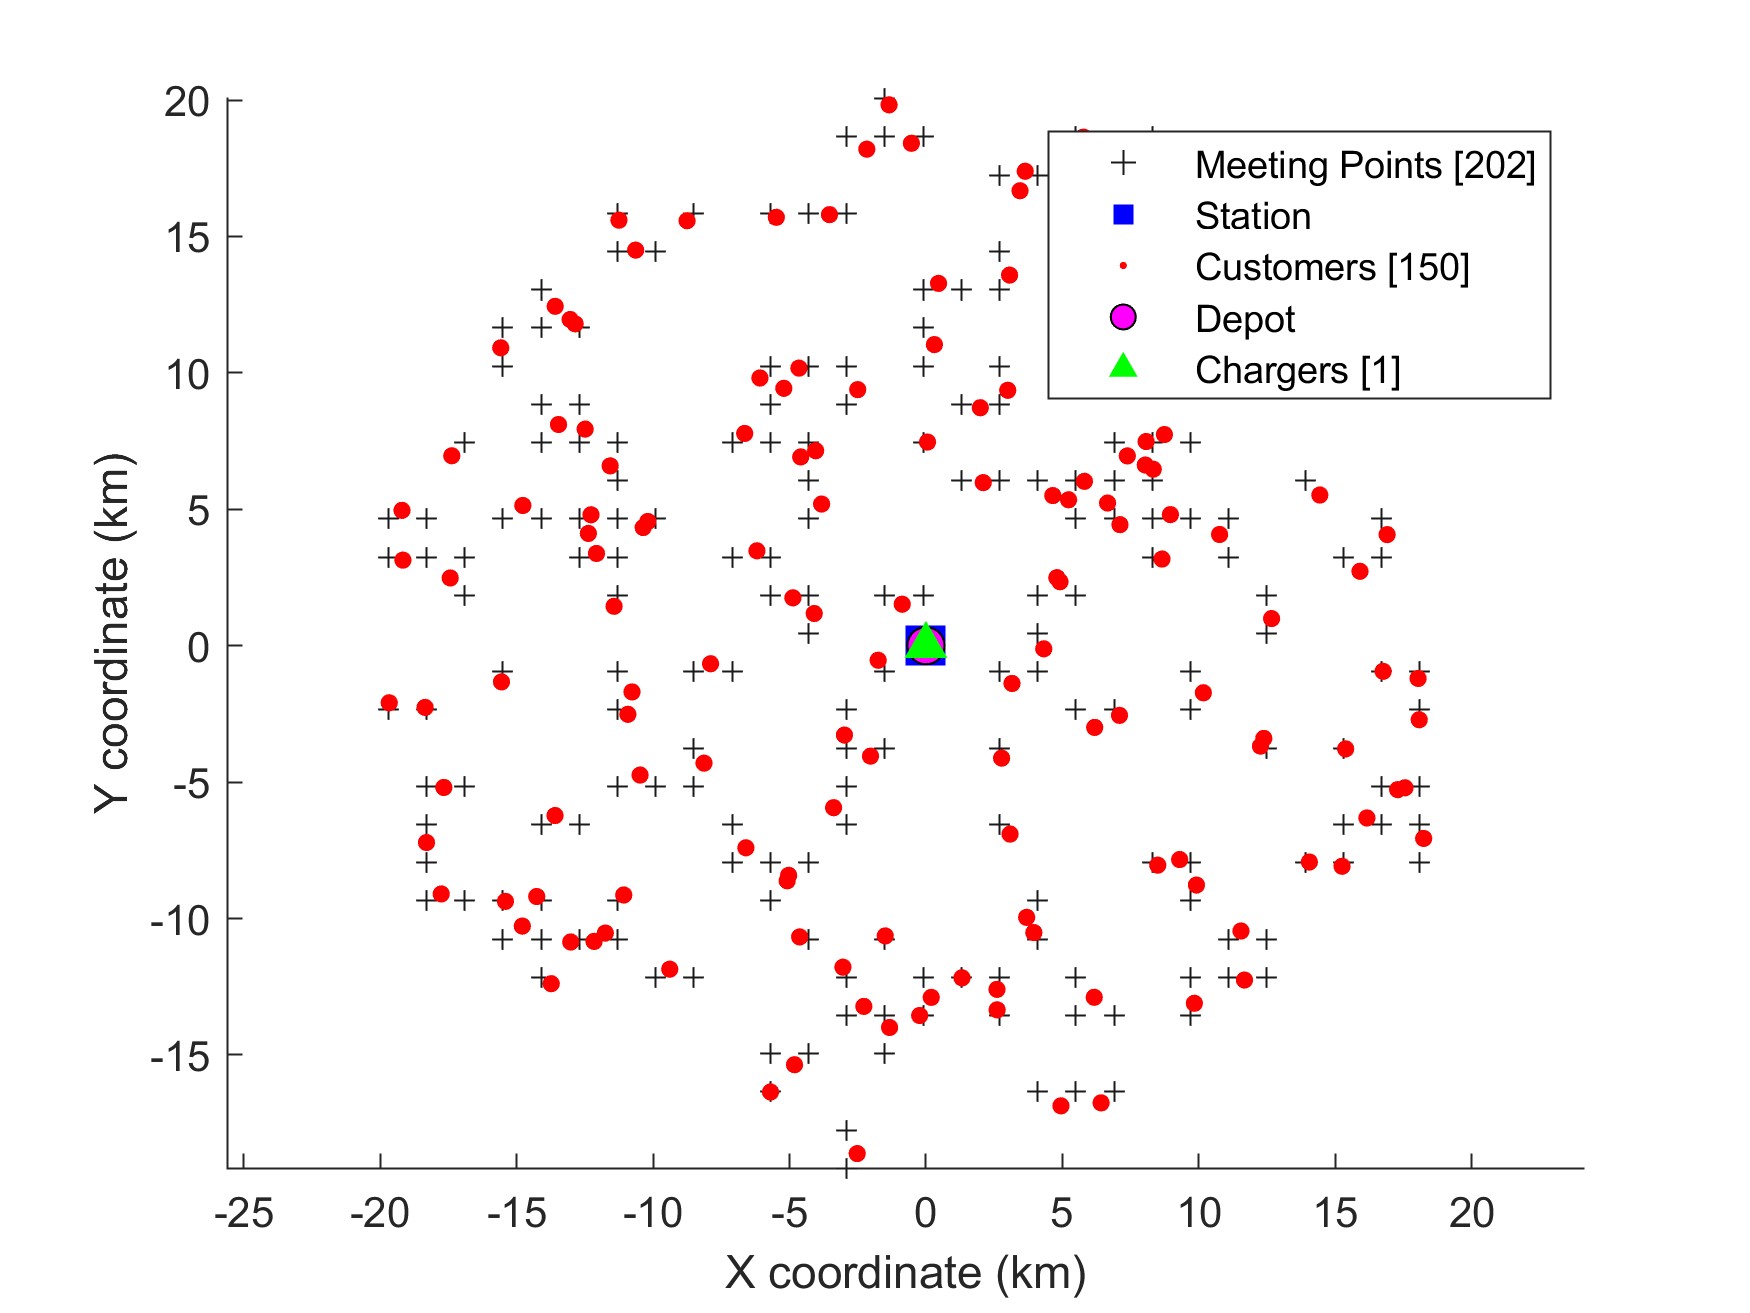 20
15
10
5
0
-5
-10
-15
Y coordinate (km)
Meeting Points [202]
Station
Customers [150]
Depot
Chargers [1]
-25 -20 -15 -10 -5 0 5 10 15 20
X coordinate (km)